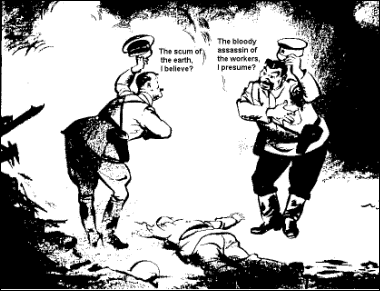 The scum of
the earth,
I believe?
The bloody
assassin of
the workers,
I presume?